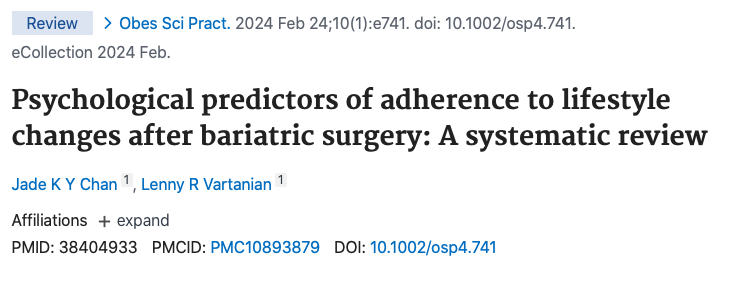 Review > Obes Sci Pract. 2024 Feb 24;10(1):e741. doi: 10.1002/osp4.741.
eCollection 2024 Feb.
Psychological predictors of adherence to lifestyle
changes after bariatric surgery: A systematic review
Jade K Y Chan 1, Lenny R Vartanian 1
Affiliations + expand
PMID: 38404933 PMCID: PMC10893879 DOI: 10.1002/osp4.741